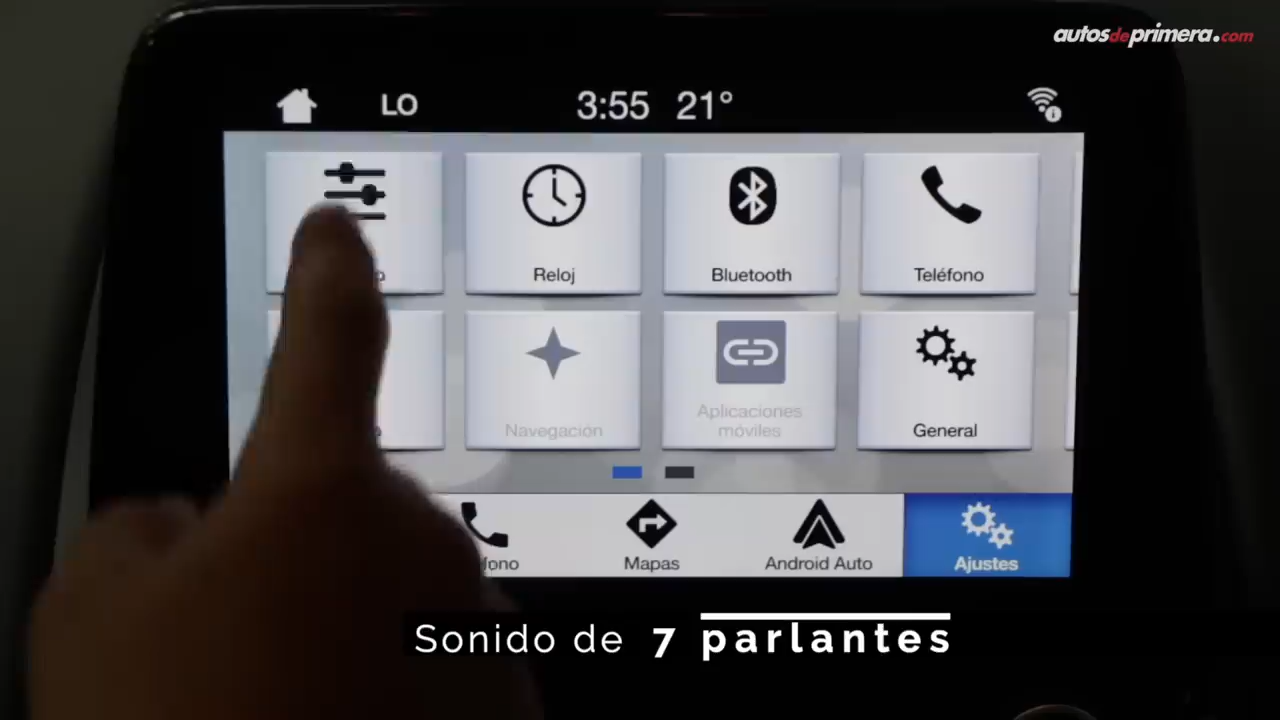 autosdeprimera.com
LO 3:55 21°
Reloj Bluetooth Teléfono
Navegación
Aplicaciones
móviles
General
Mapas Android Auto Ajustes
Sonido de 7 parlantes